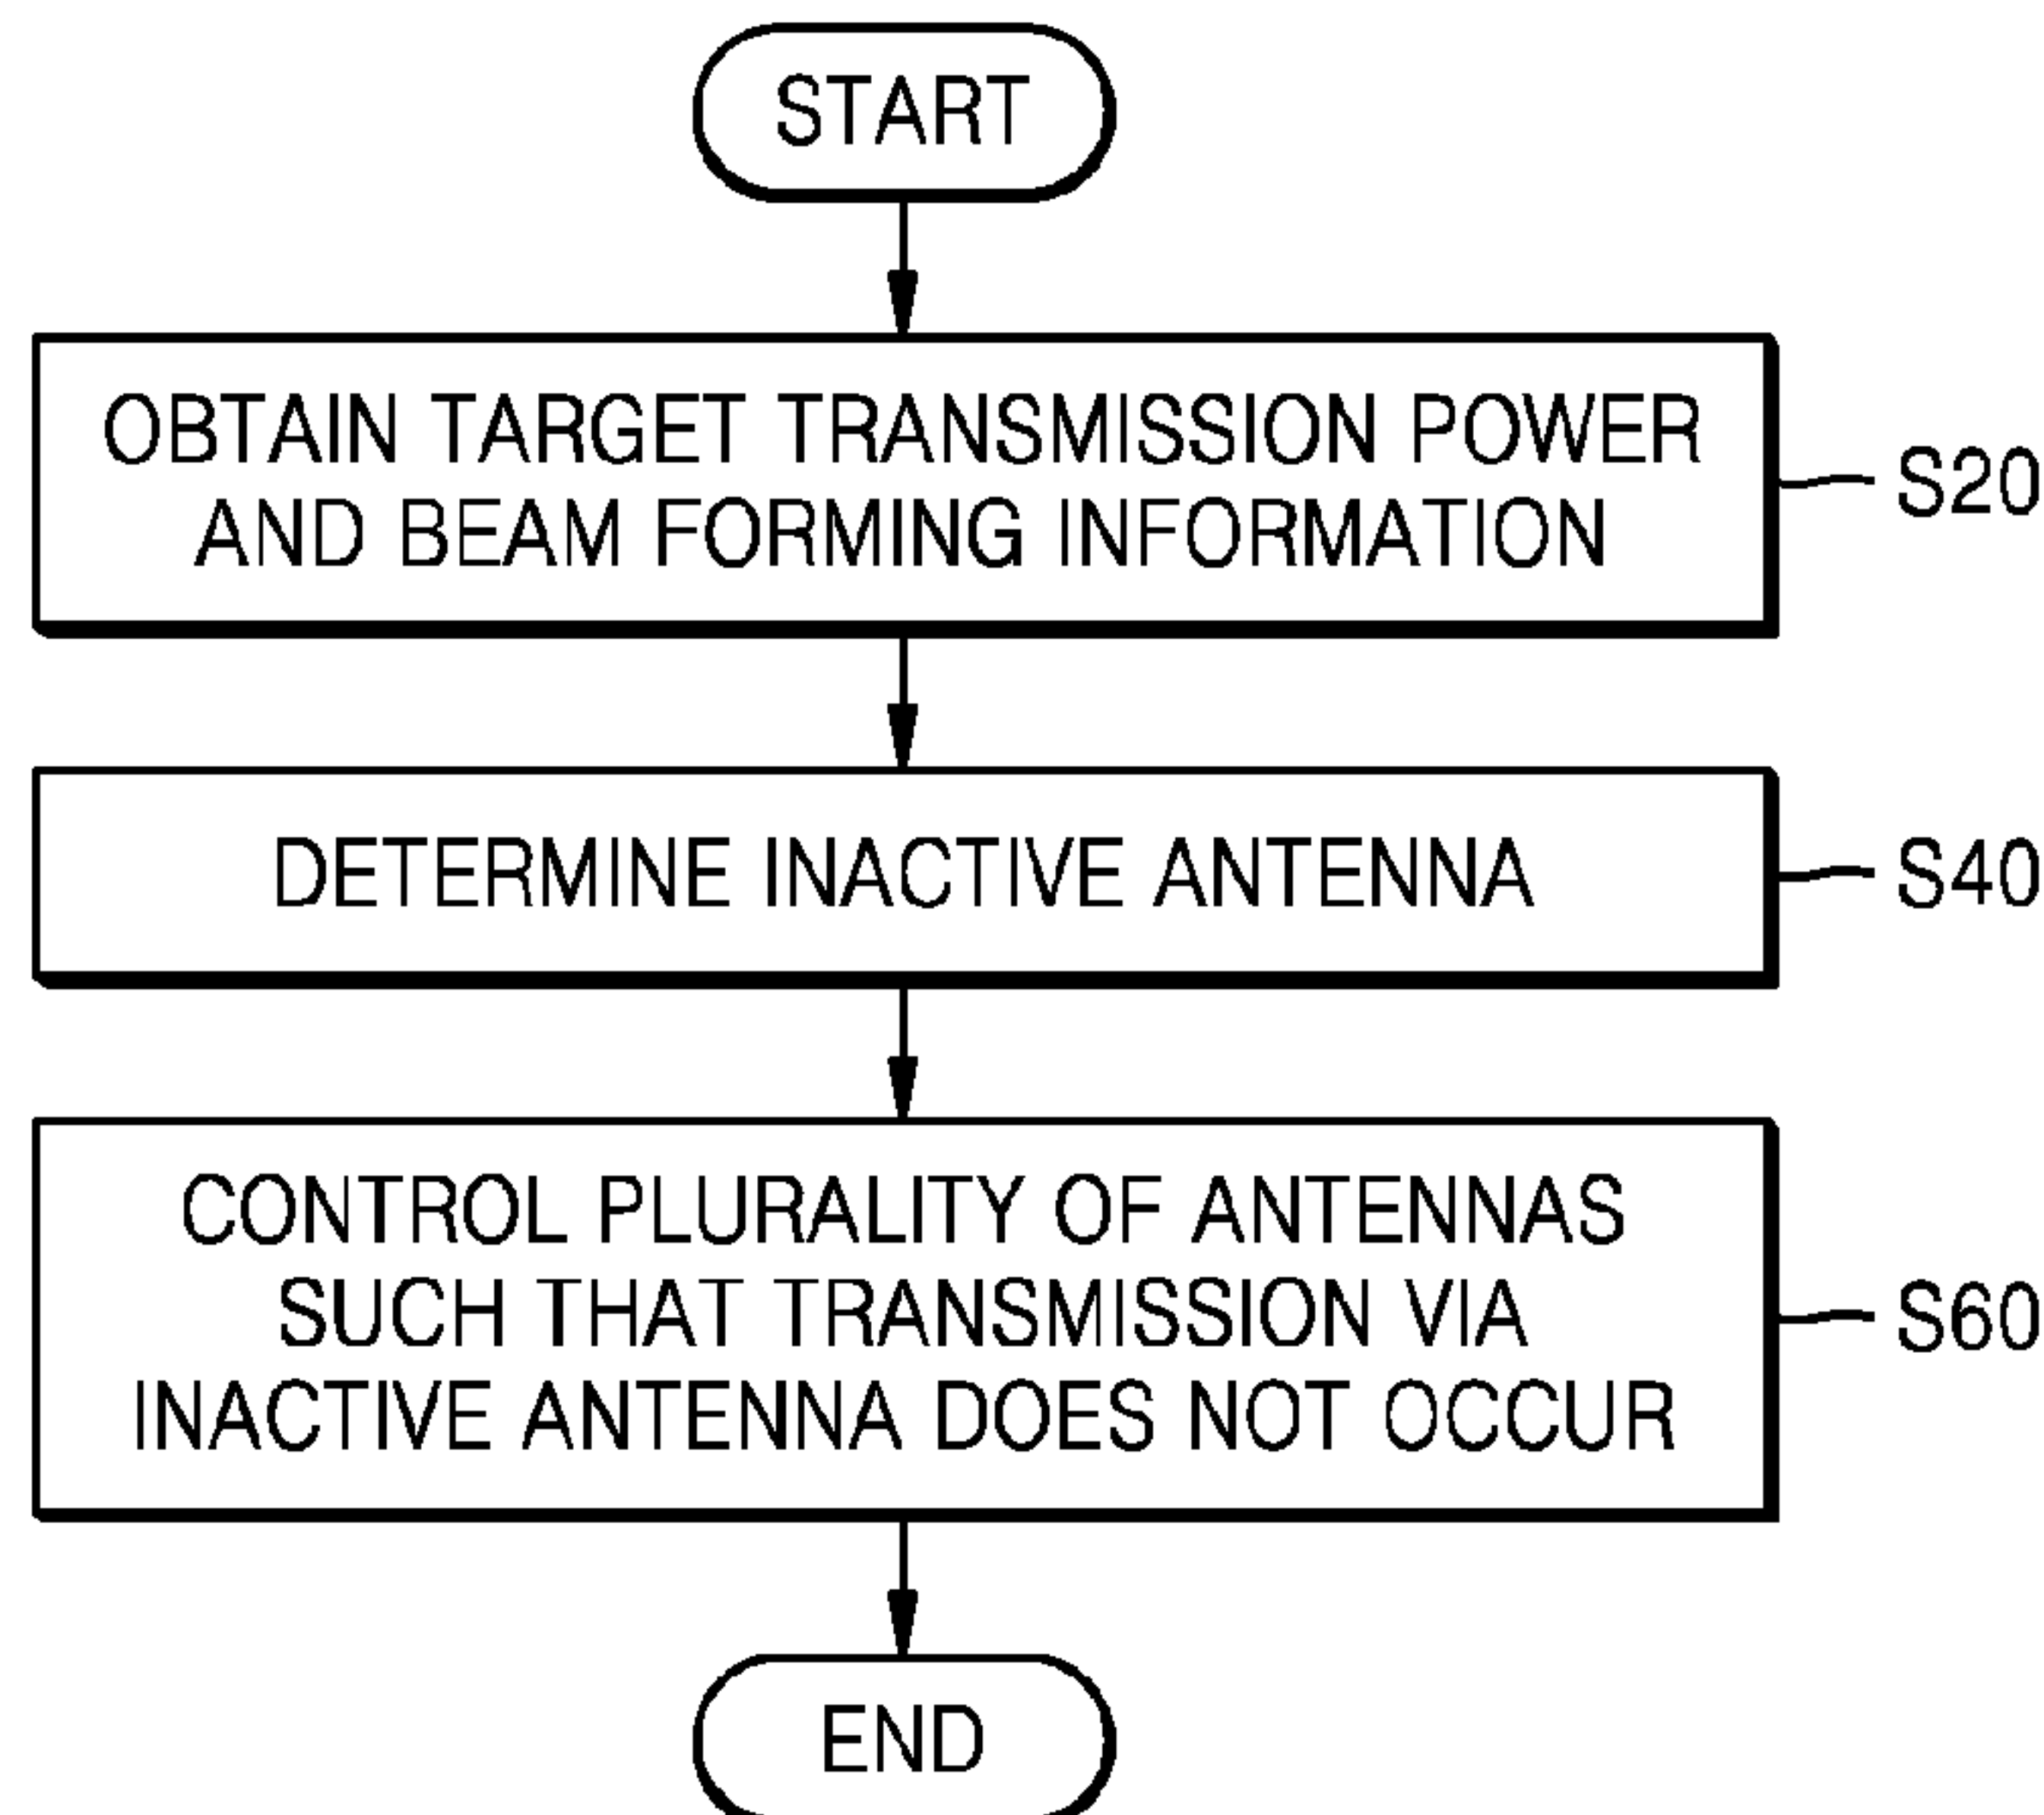 START
OBTAIN TARGET TRANSMISSION POWER
AND BEAM FORMING INFORMATION
S20
DETERMINE INACTIVE ANTENNA
S40
CONTROL PLURALITY OF ANTENNAS
SUCH THAT TRANSMISSION VIA
INACTIVE ANTENNA DOES NOT OCCUR
S60
END